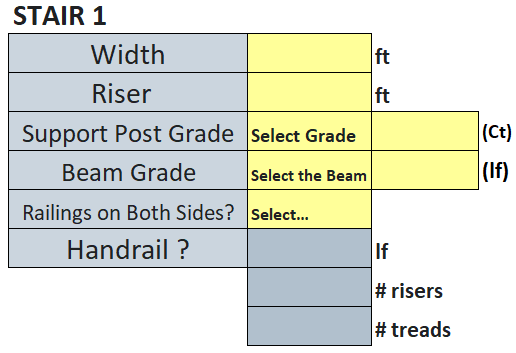 STAIR 1
Width ft
Riser ft
Support Post Grade Select Grade (Ct)
Beam Grade Select the Beam (lf)
Railings on Both Sides? Select...
Handrail ? lf
# risers
# treads